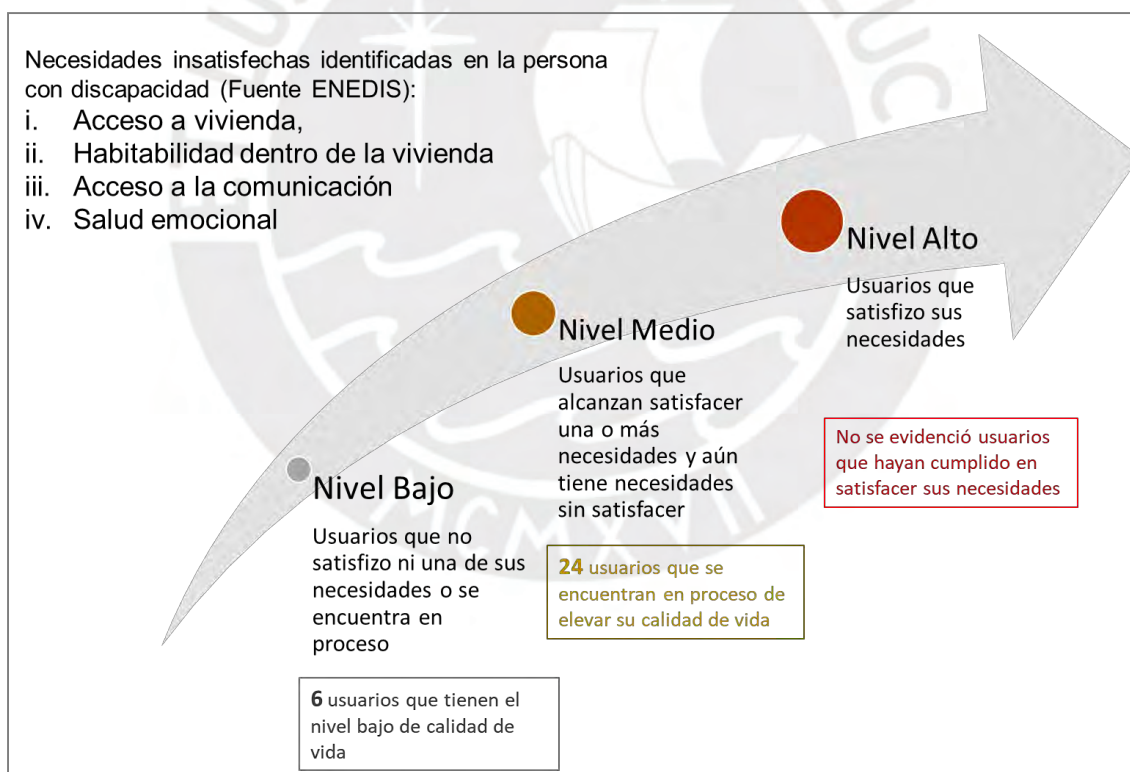 Necesidades insatisfechas identificadas en la persona
con discapacidad (Fuente ENEDIS):
i. Acceso a vivienda,
ii. Habitabilidad dentro de la vivienda
iii. Acceso a la comunicación
iv. Salud emocional
Nivel Alto
Usuarios que
satisfizo sus
necesidades
No se evidenció usuarios
que hayan cumplido en
satisfacer sus necesidades
Nivel Medio
Usuarios que
alcanzan satisfacer
una o más
necesidades y aún
tiene necesidades
sin satisfacer
24 usuarios que se
encuentran en proceso de
elevar su calidad de vida
Nivel Bajo
Usuarios que no
satisfizo ni una de sus
necesidades o se
encuentra en
proceso
6 usuarios que tienen el
nivel bajo de calidad de
vida
MCMXVII